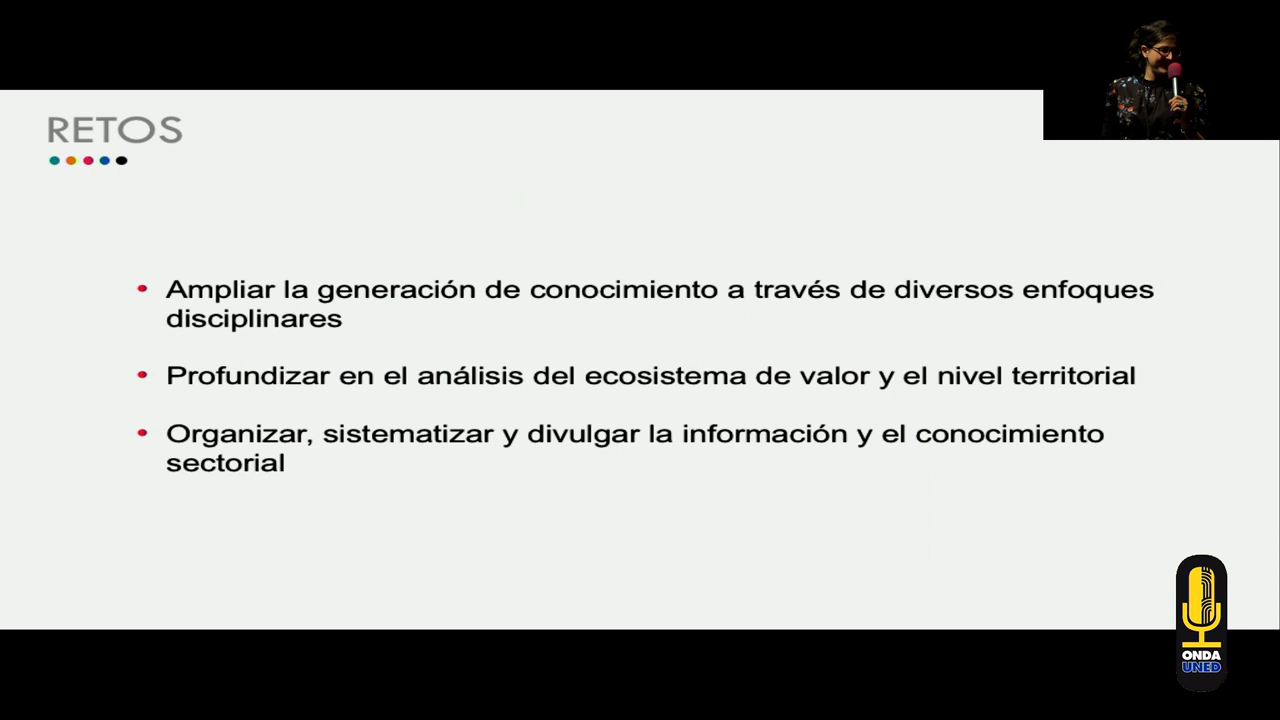 RETOS
• Ampliar la generación de conocimiento a través de diversos enfoques
disciplinares
• Profundizar en el análisis del ecosistema de valor y el nivel territorial
• Organizar, sistematizar y divulgar la información y el conocimiento
sectorial
ONDA
UNED